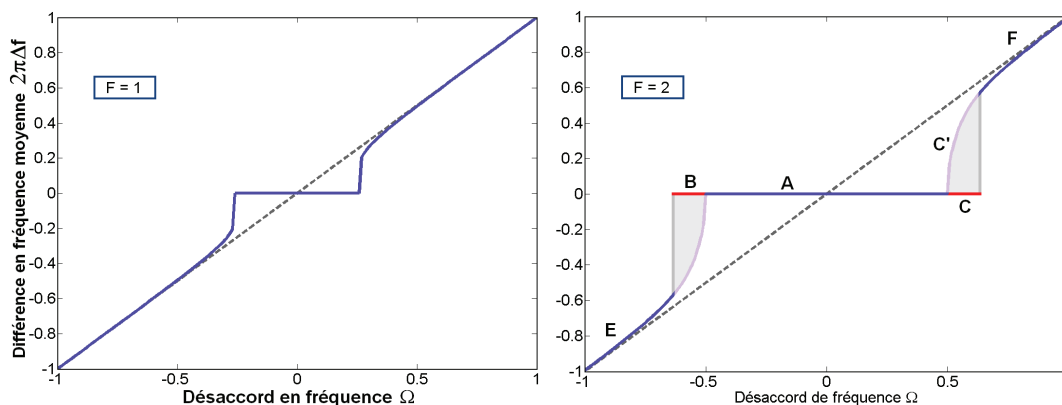 Différence en fréquence moyenne 2πΔf
1
0.8
0.6
0.4
0.2
0
-0.2
-0.4
-0.6
-0.8
-1
F = 1
-1
-0.5
0
0.5
1
Désaccord en fréquence Ω
1
0.8
0.6
0.4
0.2
0
-0.2
-0.4
-0.6
-0.8
-1
F = 2
F
C'
B
A
C
E
-1
-0.5
0
0.5
1
Désaccord de fréquence Ω